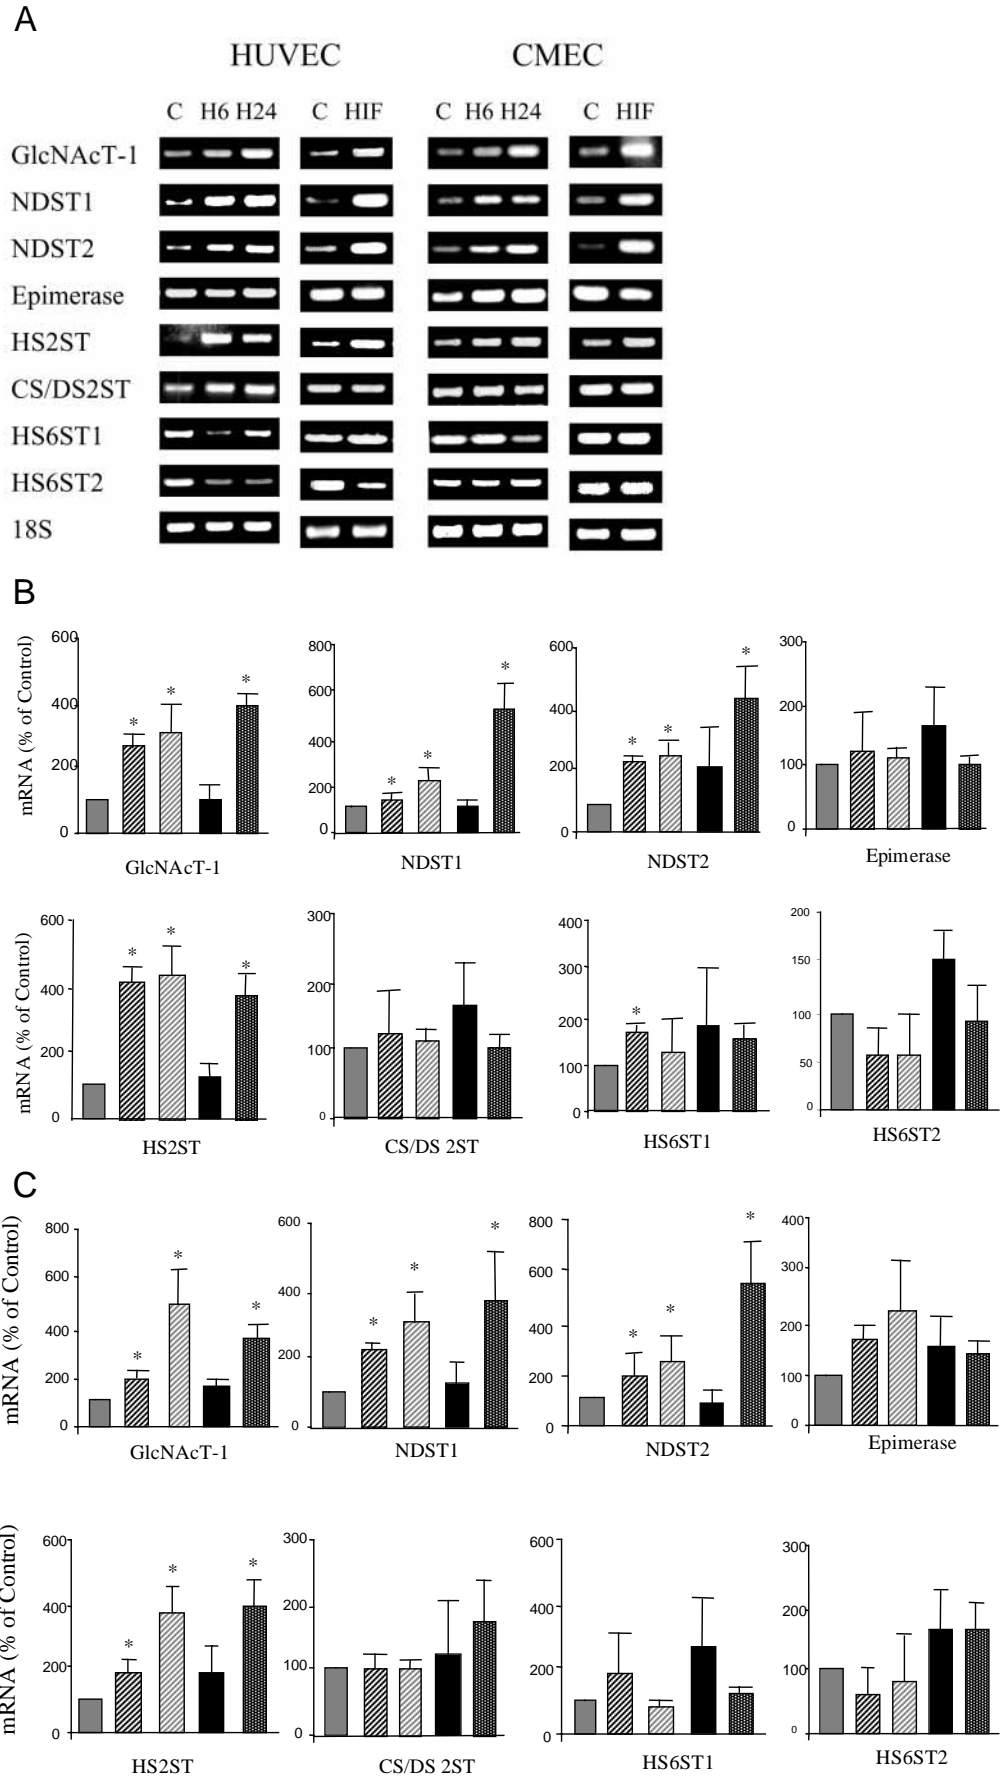 A
HUVEC CMEC
C H6 H24 C HIF C H6 H24 C HIF
GlcNAcT-1
NDST1
NDST2
Epimerase
HS2ST
CS/DS2ST
HS6ST1
HS6ST2
18S
B
mRNA (% of Control)
600
400
200
0
* * *
GlcNAcT-1
800
600
400
200
0
* * *
NDST1
600
400
200
0
* * *
NDST2
300
200
100
0
Epimerase
mRNA (% of Control)
600
400
200
0
* * *
HS2ST
300
200
100
0
CS/DS 2ST
400
300
200
100
0
*
HS6ST1
200
150
100
50
0
HS6ST2
C
mRNA (% of Control)
800
600
400
200
0
* * *
GlcNAcT-1
600
400
200
0
* * *
NDST1
800
600
400
200
0
* * *
NDST2
400
300
200
100
0
Epimerase
mRNA (% of Control)
600
400
200
0
* * *
HS2ST
300
200
100
0
CS/DS 2ST
600
400
200
0
HS6ST1
300
200
100
0
HS6ST2